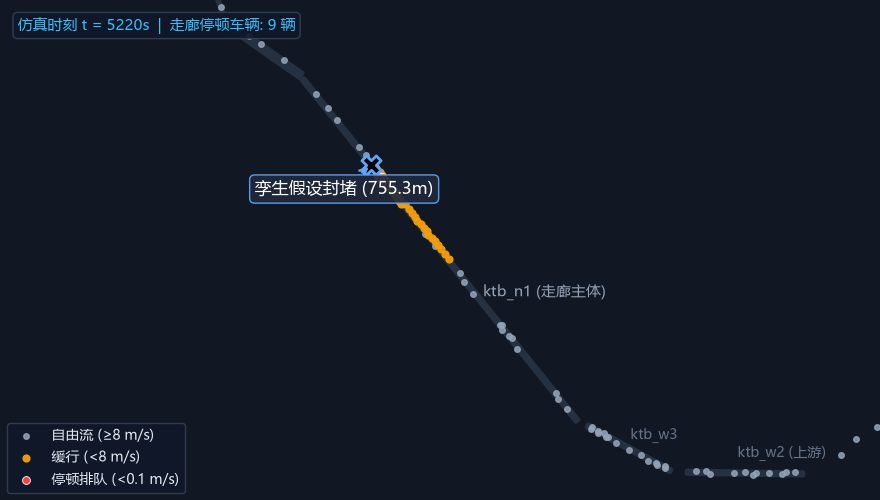 仿真时刻 t = 5220s | 走廊停顿车辆: 9 辆
孪生假设封堵 (755.3m)
ktb_n1 (走廊主体)
ktb_w3
ktb_w2 (上游)
自由流 (≥8 m/s)
缓行 (<8 m/s)
停顿排队 (<0.1 m/s)